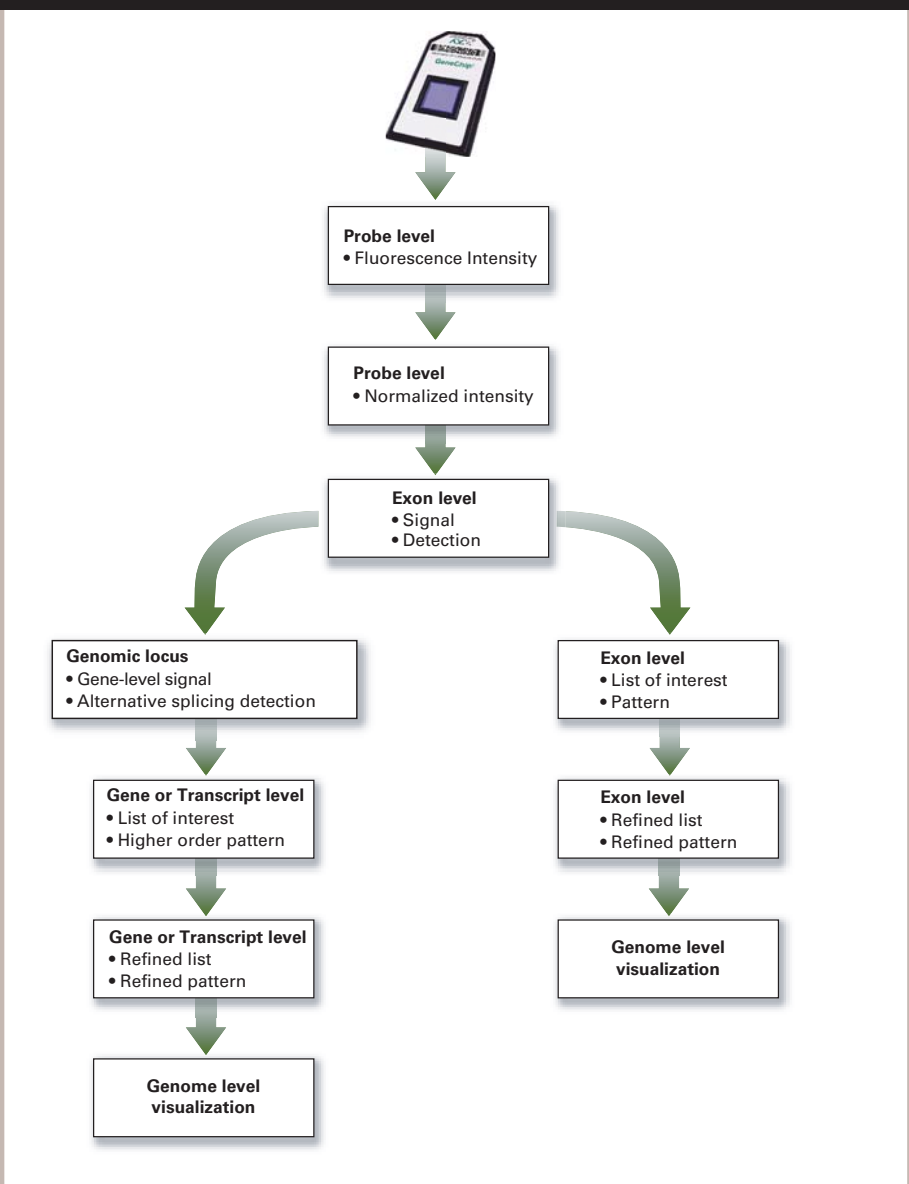 GeneChip
Probe level
• Fluorescence Intensity
Probe level
• Normalized intensity
Exon level
• Signal
• Detection
Genomic locus
• Gene-level signal
• Alternative splicing detection
Gene or Transcript level
• List of interest
• Higher order pattern
Gene or Transcript level
• Refined list
• Refined pattern
Genome level
visualization
Exon level
• List of interest
• Pattern
Exon level
• Refined list
• Refined pattern
Genome level
visualization